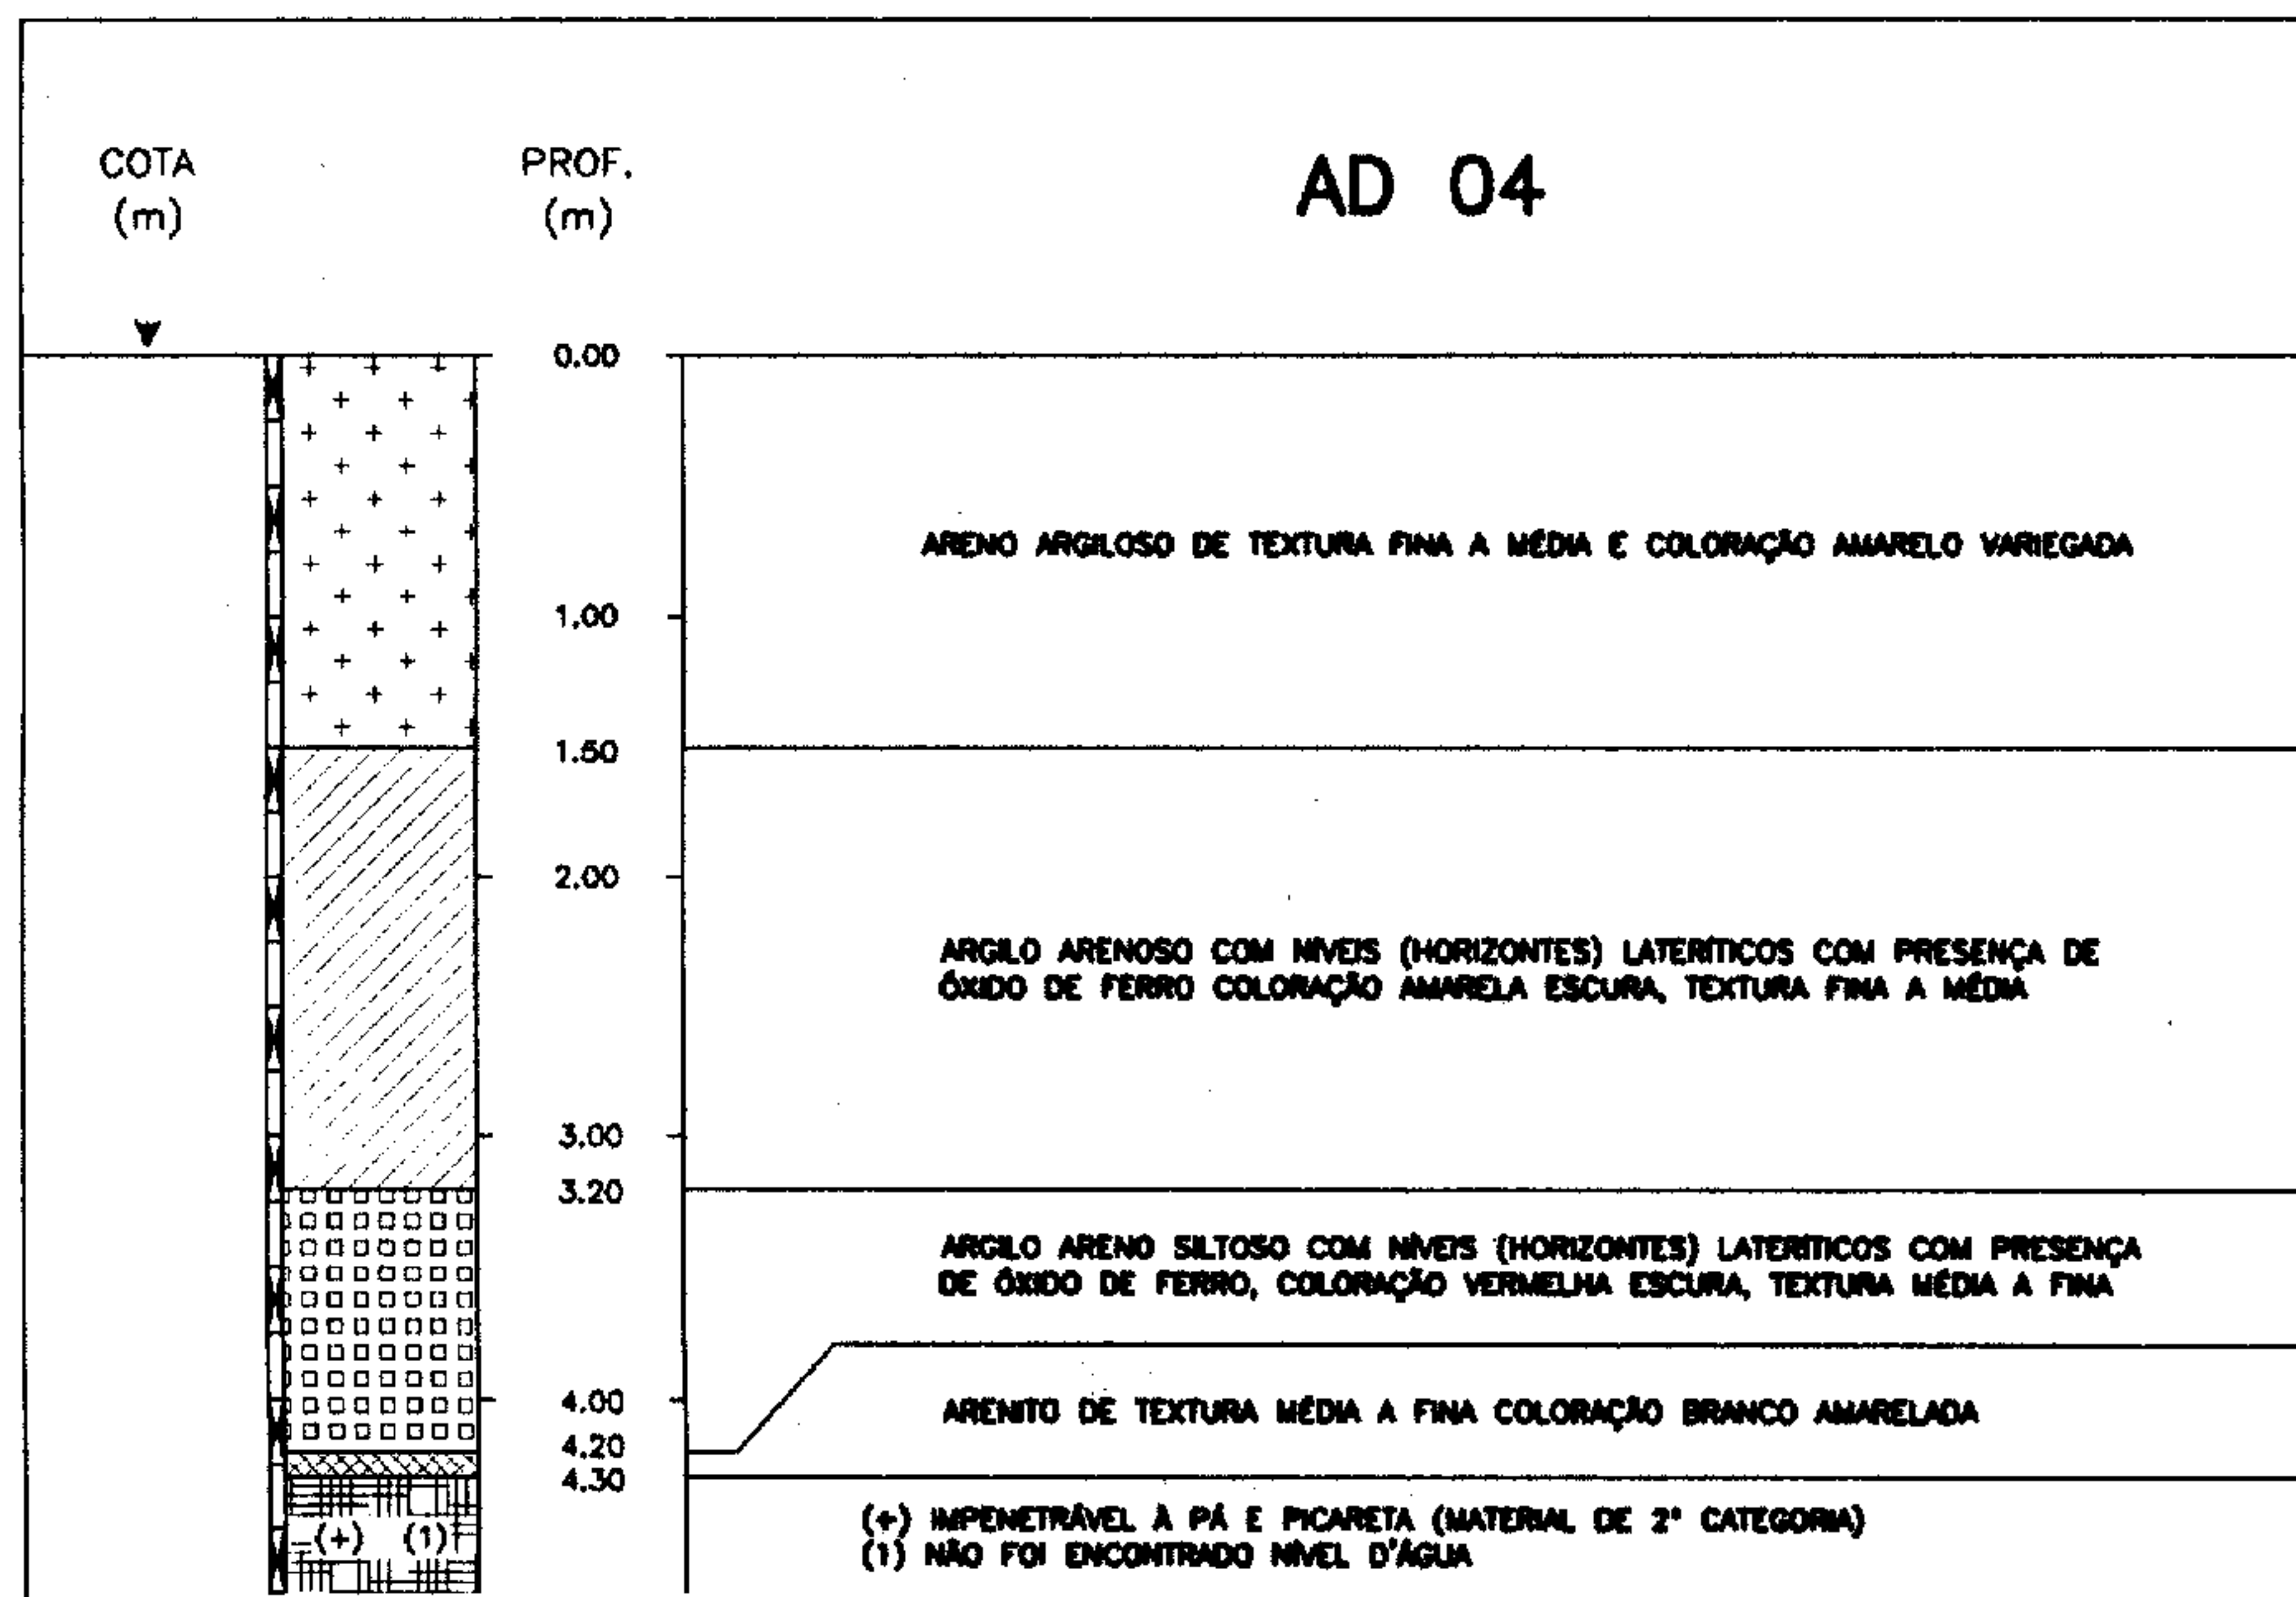 COTA
(m)
PROF.
(m)
AD 04
0.00
ARENO ARGILOSO DE TEXTURA FINA A MÉDIA E COLORAÇÃO AMARELO VARIEGADA
1.00
1.50
2.00
ARGILO ARENOSO COM NÍVEIS (HORIZONTES) LATERÍTICOS COM PRESENÇA DE
ÓXIDO DE FERRO COLORAÇÃO AMARELA ESCURA, TEXTURA FINA A MÉDIA
3.00
3.20
ARGILO ARENO SILTOSO COM NÍVEIS (HORIZONTES) LATERÍTICOS COM PRESENÇA
DE ÓXIDO DE FERRO, COLORAÇÃO VERMELHA ESCURA, TEXTURA MÉDIA A FINA
4.00
ARENITO DE TEXTURA MÉDIA A FINA COLORAÇÃO BRANCO AMARELADA
4.20
4.30
(+) (1)
(+) IMPENETRÁVEL À PÁ E PICARETA (MATERIAL DE 2ª CATEGORIA)
(1) NÃO FOI ENCONTRADO NÍVEL D'ÁGUA